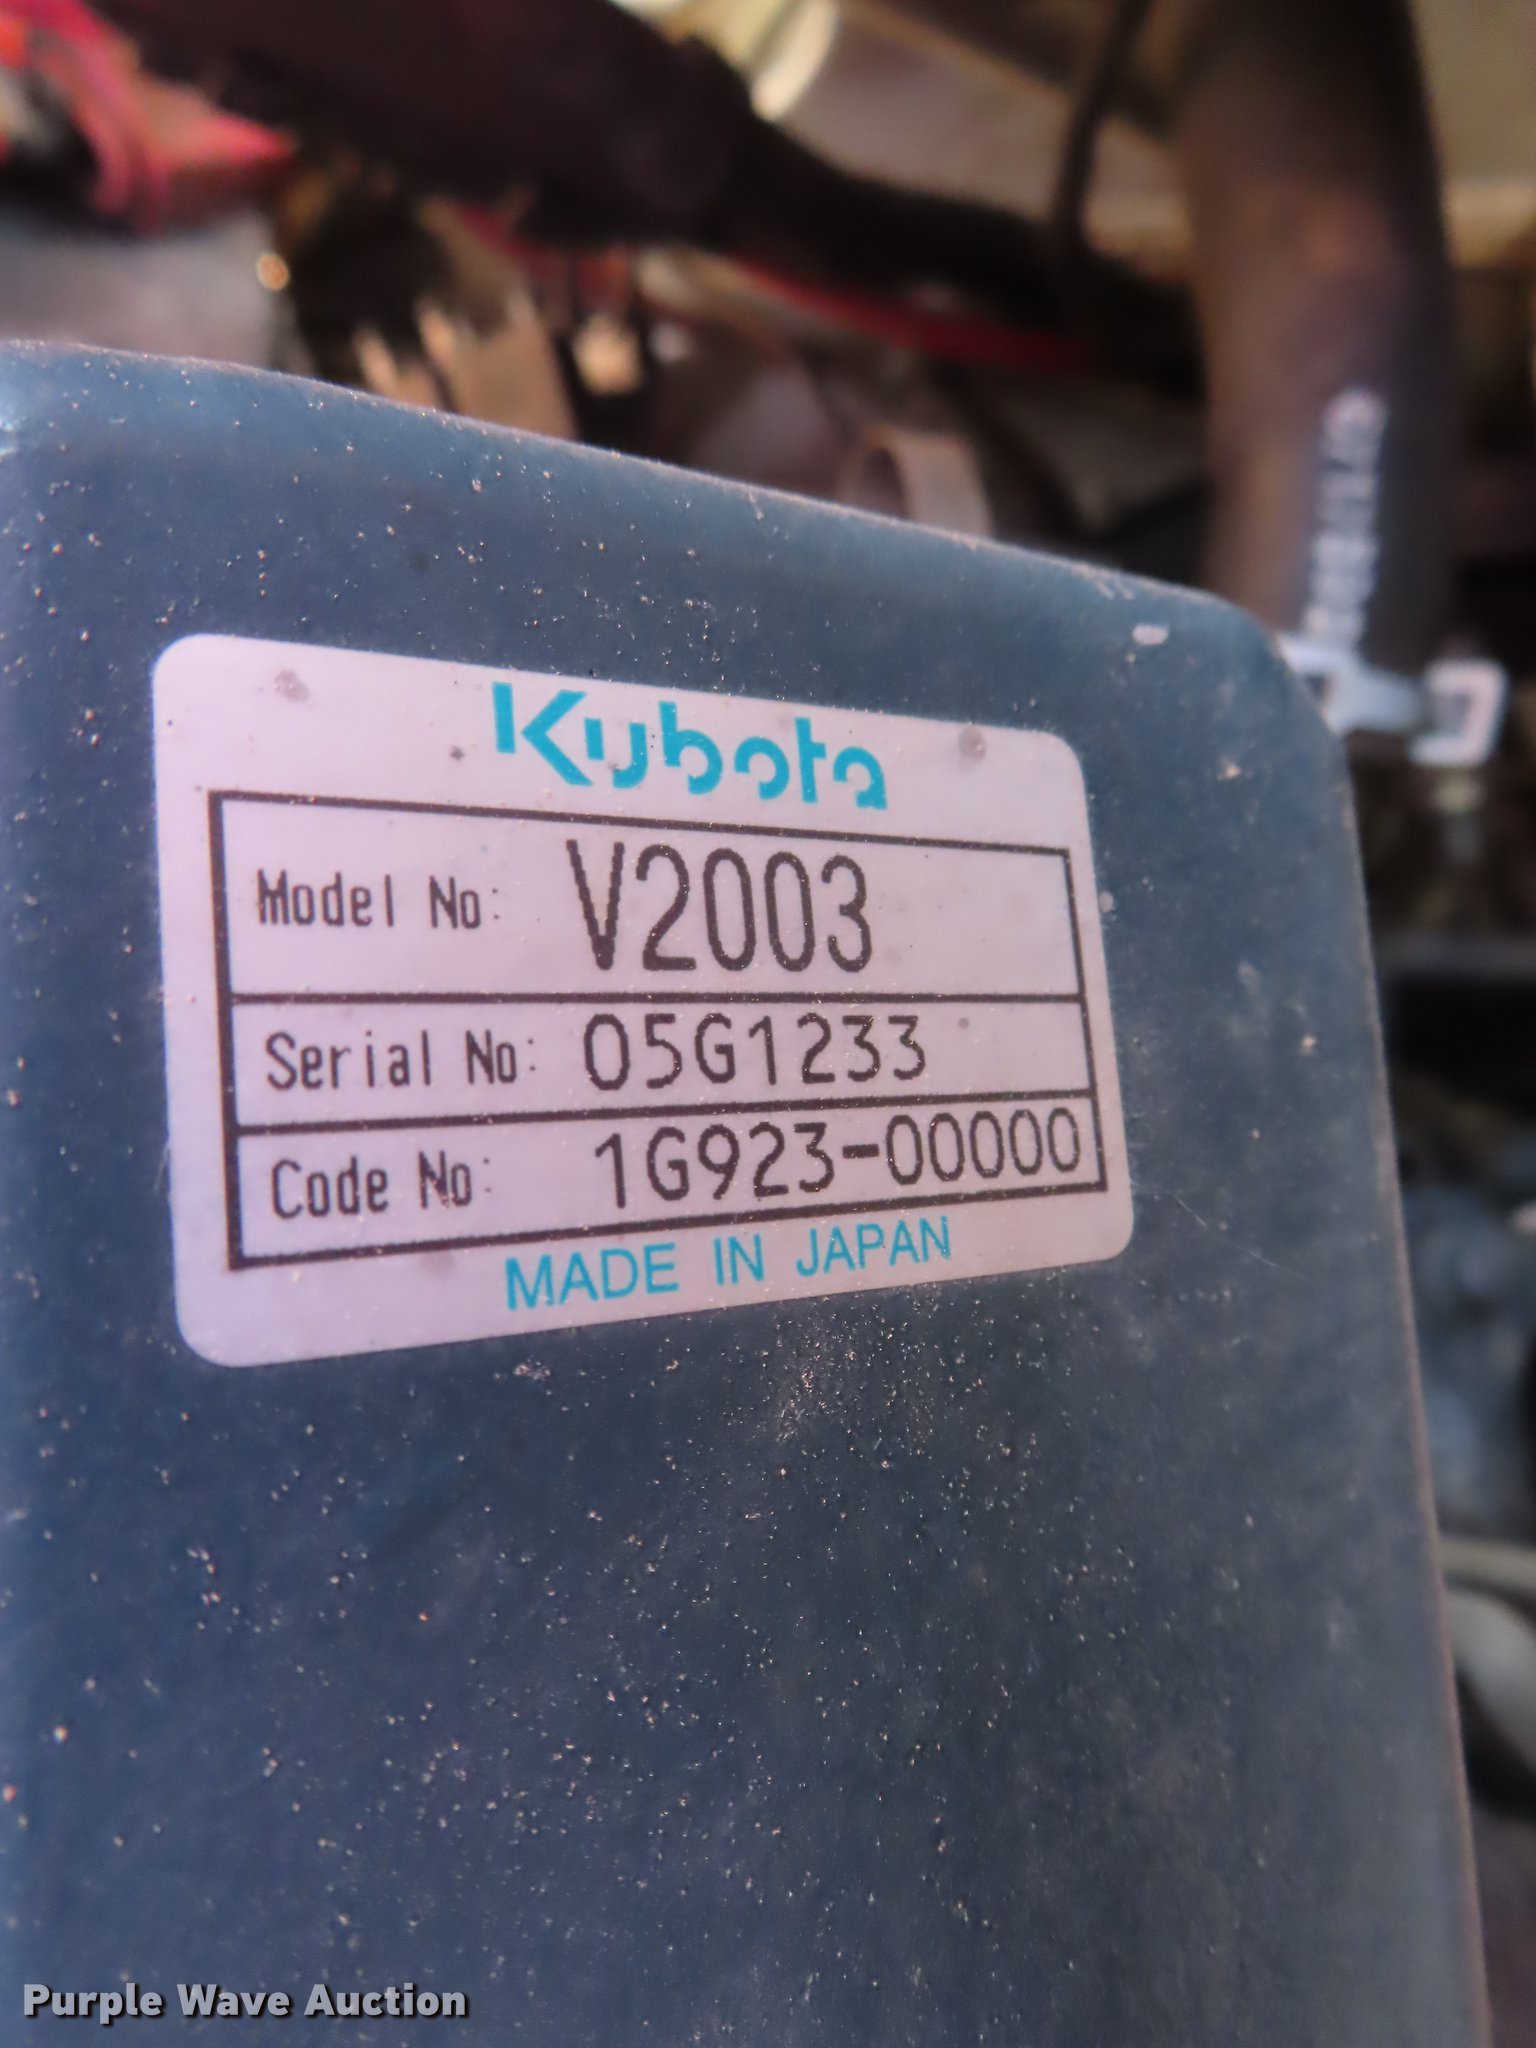 Kubota
Model No: V2003
Serial No: 05G1233
Code No: 1G923-00000
MADE IN JAPAN
Purple Wave Auction